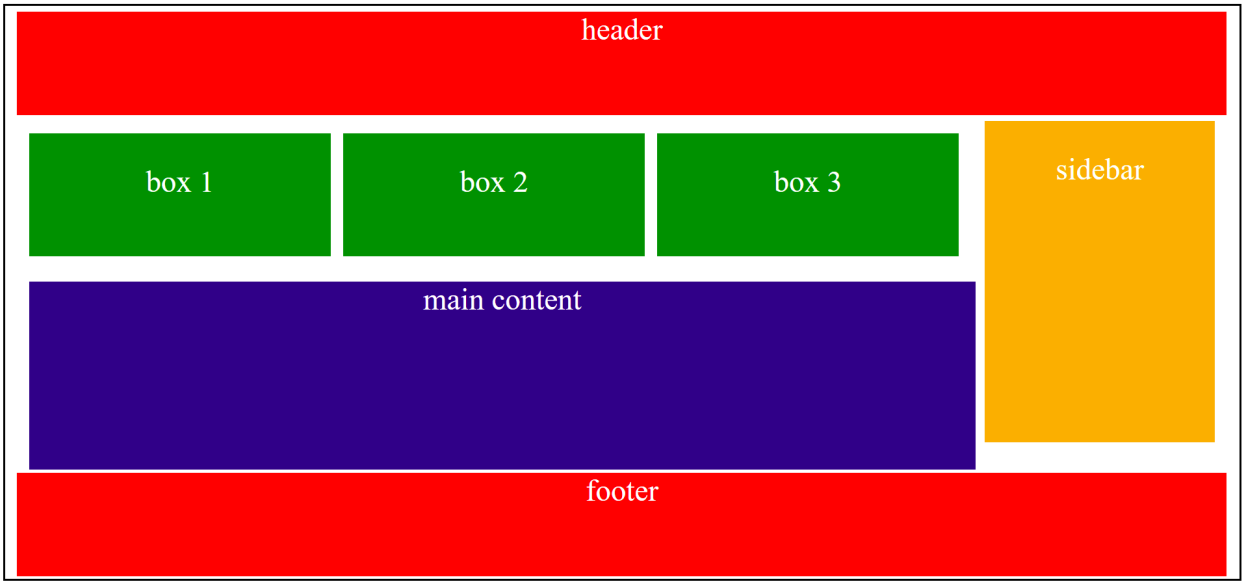 header
box 1
box 2
box 3
sidebar
main content
footer